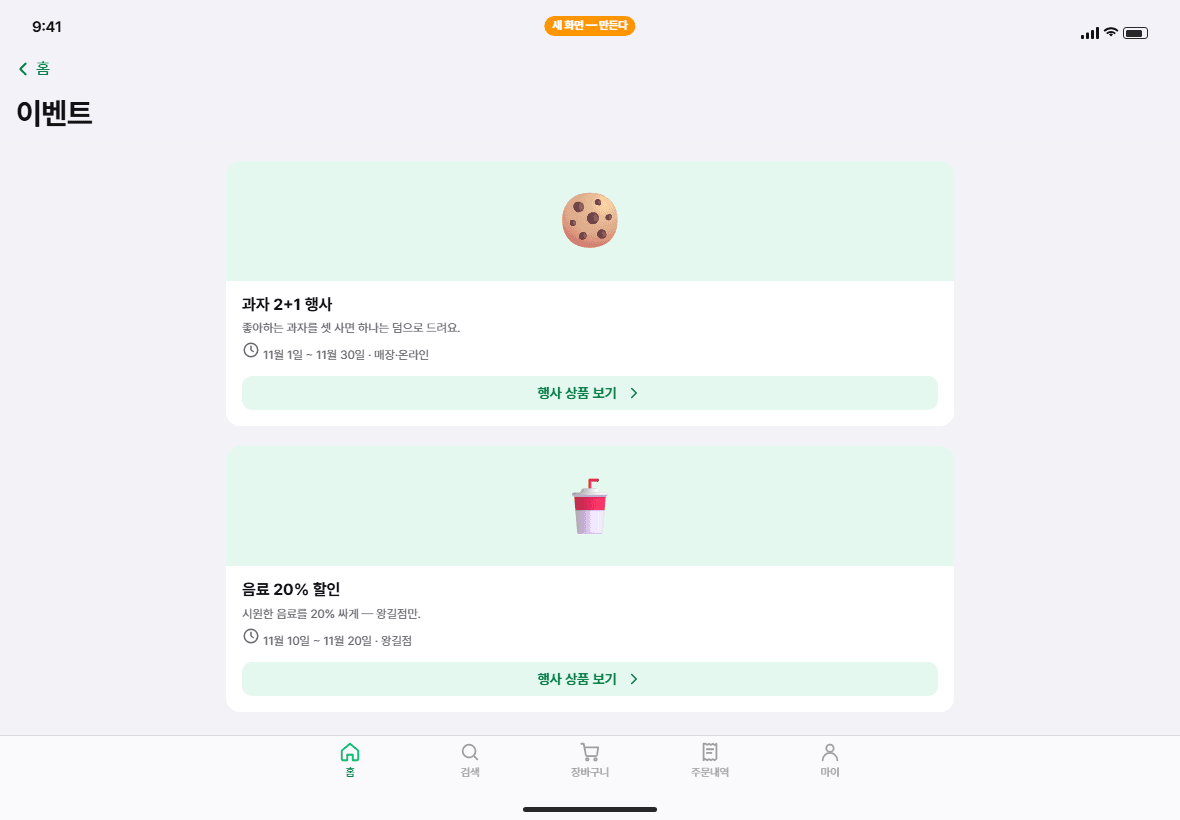 9:41
새 화면 — 만든다
홈
이벤트
과자 2+1 행사
좋아하는 과자를 셋 사면 하나는 덤으로 드려요.
11월 1일 ~ 11월 30일 · 매장·온라인
행사 상품 보기
음료 20% 할인
시원한 음료를 20% 싸게 — 왕길점만.
11월 10일 ~ 11월 20일 · 왕길점
행사 상품 보기
홈
검색
장바구니
주문내역
마이